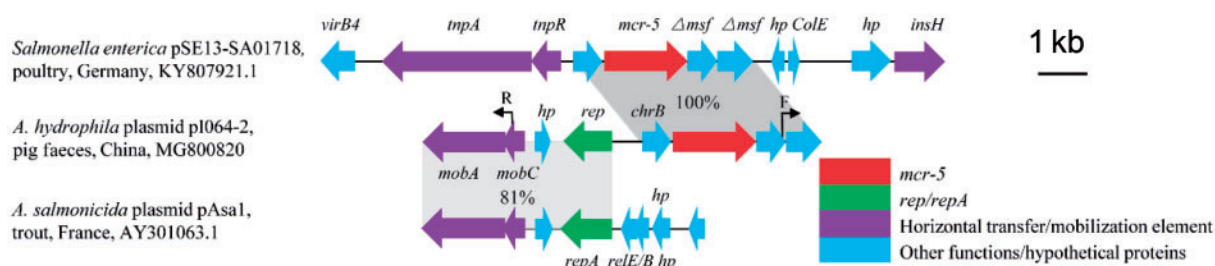 virB4 tnpA tnpR mcr-5 △msf △msf hp ColE hp insH
Salmonella enterica pSE13-SA01718,
poultry, Germany, KY807921.1
1 kb
100%
R hp rep chrB F
A. hydrophila plasmid pI064-2,
pig faeces, China, MG800820
mobA mobC
81%
hp
A. salmonicida plasmid pAsa1,
trout, France, AY301063.1
repA relE/B hp
mcr-5
rep/repA
Horizontal transfer/mobilization element
Other functions/hypothetical proteins